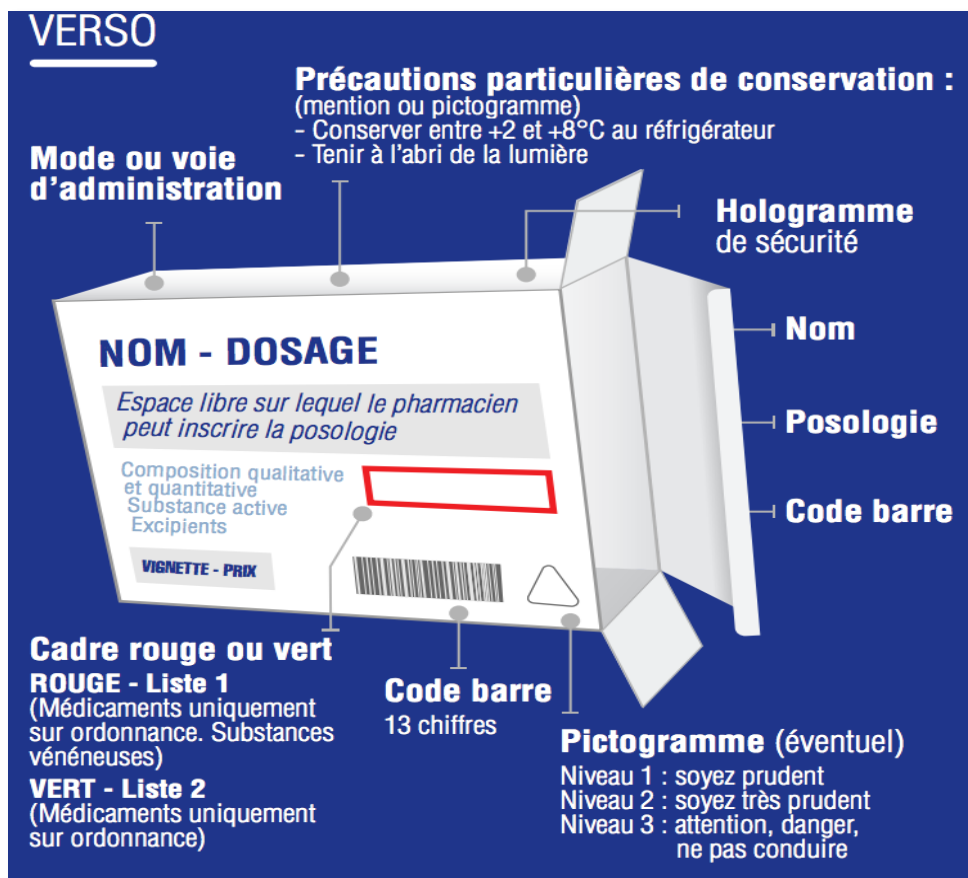 VERSO
Précautions particulières de conservation :
(mention ou pictogramme)
- Conserver entre +2 et +8°C au réfrigérateur
- Tenir à l'abri de la lumière
Mode ou voie
d'administration
Hologramme
de sécurité
Nom
Posologie
Code barre
NOM - DOSAGE
Espace libre sur lequel le pharmacien
peut inscrire la posologie
Composition qualitative
et quantitative
Substance active
Excipients
VIGNETTE - PRIX
Cadre rouge ou vert
ROUGE - Liste 1
(Médicaments uniquement
sur ordonnance. Substances
vénéneuses)
VERT - Liste 2
(Médicaments uniquement
sur ordonnance)
Code barre
13 chiffres
Pictogramme (éventuel)
Niveau 1 : soyez prudent
Niveau 2 : soyez très prudent
Niveau 3 : attention, danger,
ne pas conduire